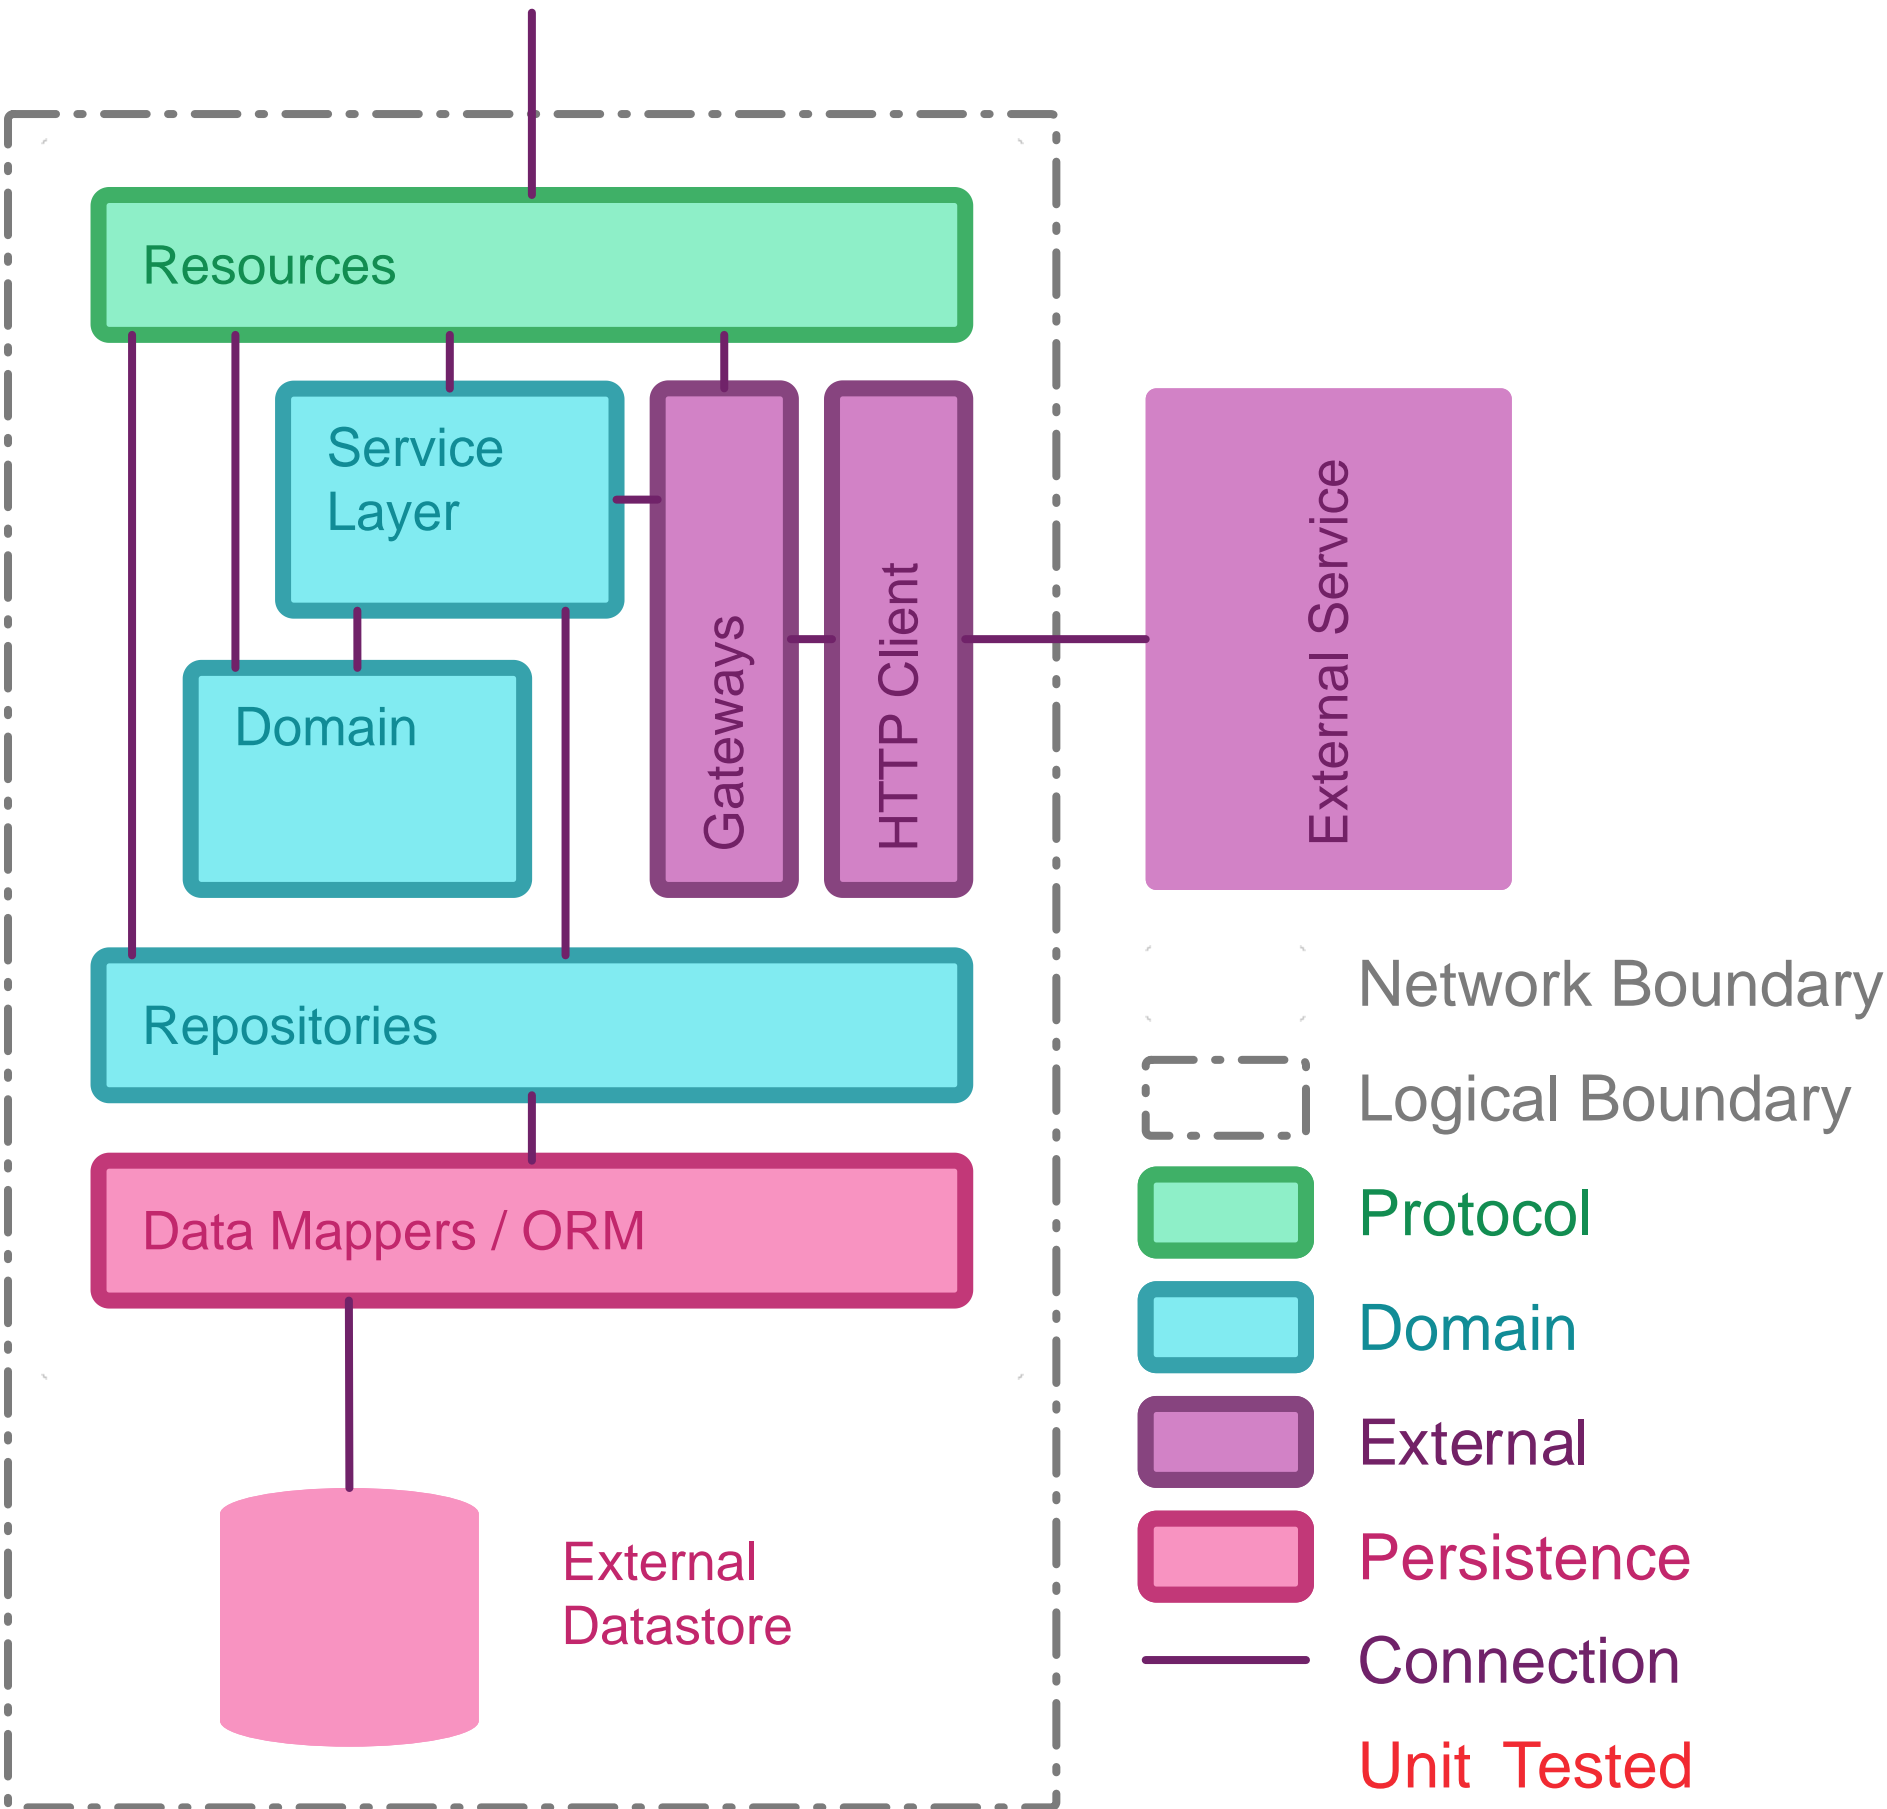 Resources
Service
Layer
Gateways
HTTP Client
External Service
Domain
Repositories
Data Mappers / ORM
External
Datastore
Network Boundary
Logical Boundary
Protocol
Domain
External
Persistence
Connection
Unit Tested